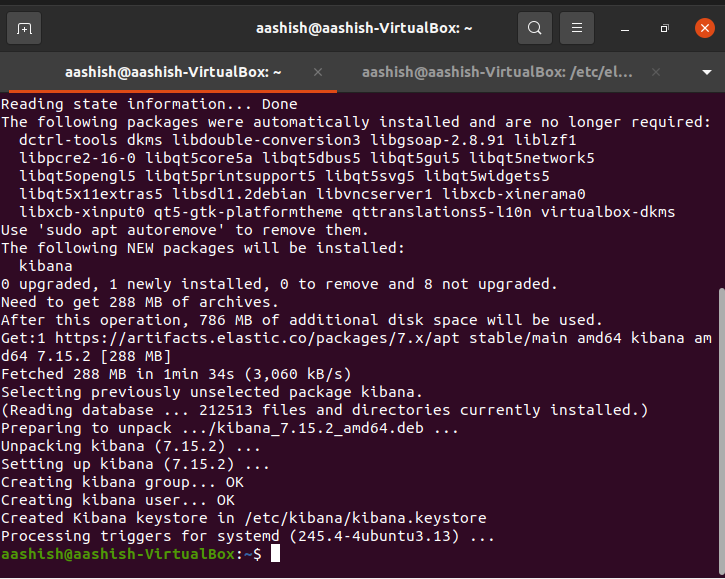 aashish@aashish-VirtualBox: ~
aashish@aashish-VirtualBox: ~
aashish@aashish-VirtualBox: /etc/el...
Reading state information... Done
The following packages were automatically installed and are no longer required:
  dctrl-tools dkms libdouble-conversion3 libgsoap-2.8.91 liblzf1
  libpcre2-16-0 libqt5core5a libqt5dbus5 libqt5gui5 libqt5network5
  libqt5opengl5 libqt5printsupport5 libqt5svg5 libqt5widgets5
  libqt5x11extras5 libsdl1.2debian libvncserver1 libxcb-xinerama0
  libxcb-xinput0 qt5-gtk-platformtheme qttranslations5-l10n virtualbox-dkms
Use 'sudo apt autoremove' to remove them.
The following NEW packages will be installed:
  kibana
0 upgraded, 1 newly installed, 0 to remove and 8 not upgraded.
Need to get 288 MB of archives.
After this operation, 786 MB of additional disk space will be used.
Get:1 https://artifacts.elastic.co/packages/7.x/apt stable/main amd64 kibana am
d64 7.15.2 [288 MB]
Fetched 288 MB in 1min 34s (3,060 kB/s)
Selecting previously unselected package kibana.
(Reading database ... 212513 files and directories currently installed.)
Preparing to unpack .../kibana_7.15.2_amd64.deb ...
Unpacking kibana (7.15.2) ...
Setting up kibana (7.15.2) ...
Creating kibana group... OK
Creating kibana user... OK
Created Kibana keystore in /etc/kibana/kibana.keystore
Processing triggers for systemd (245.4-4ubuntu3.13) ...
aashish@aashish-VirtualBox:~$